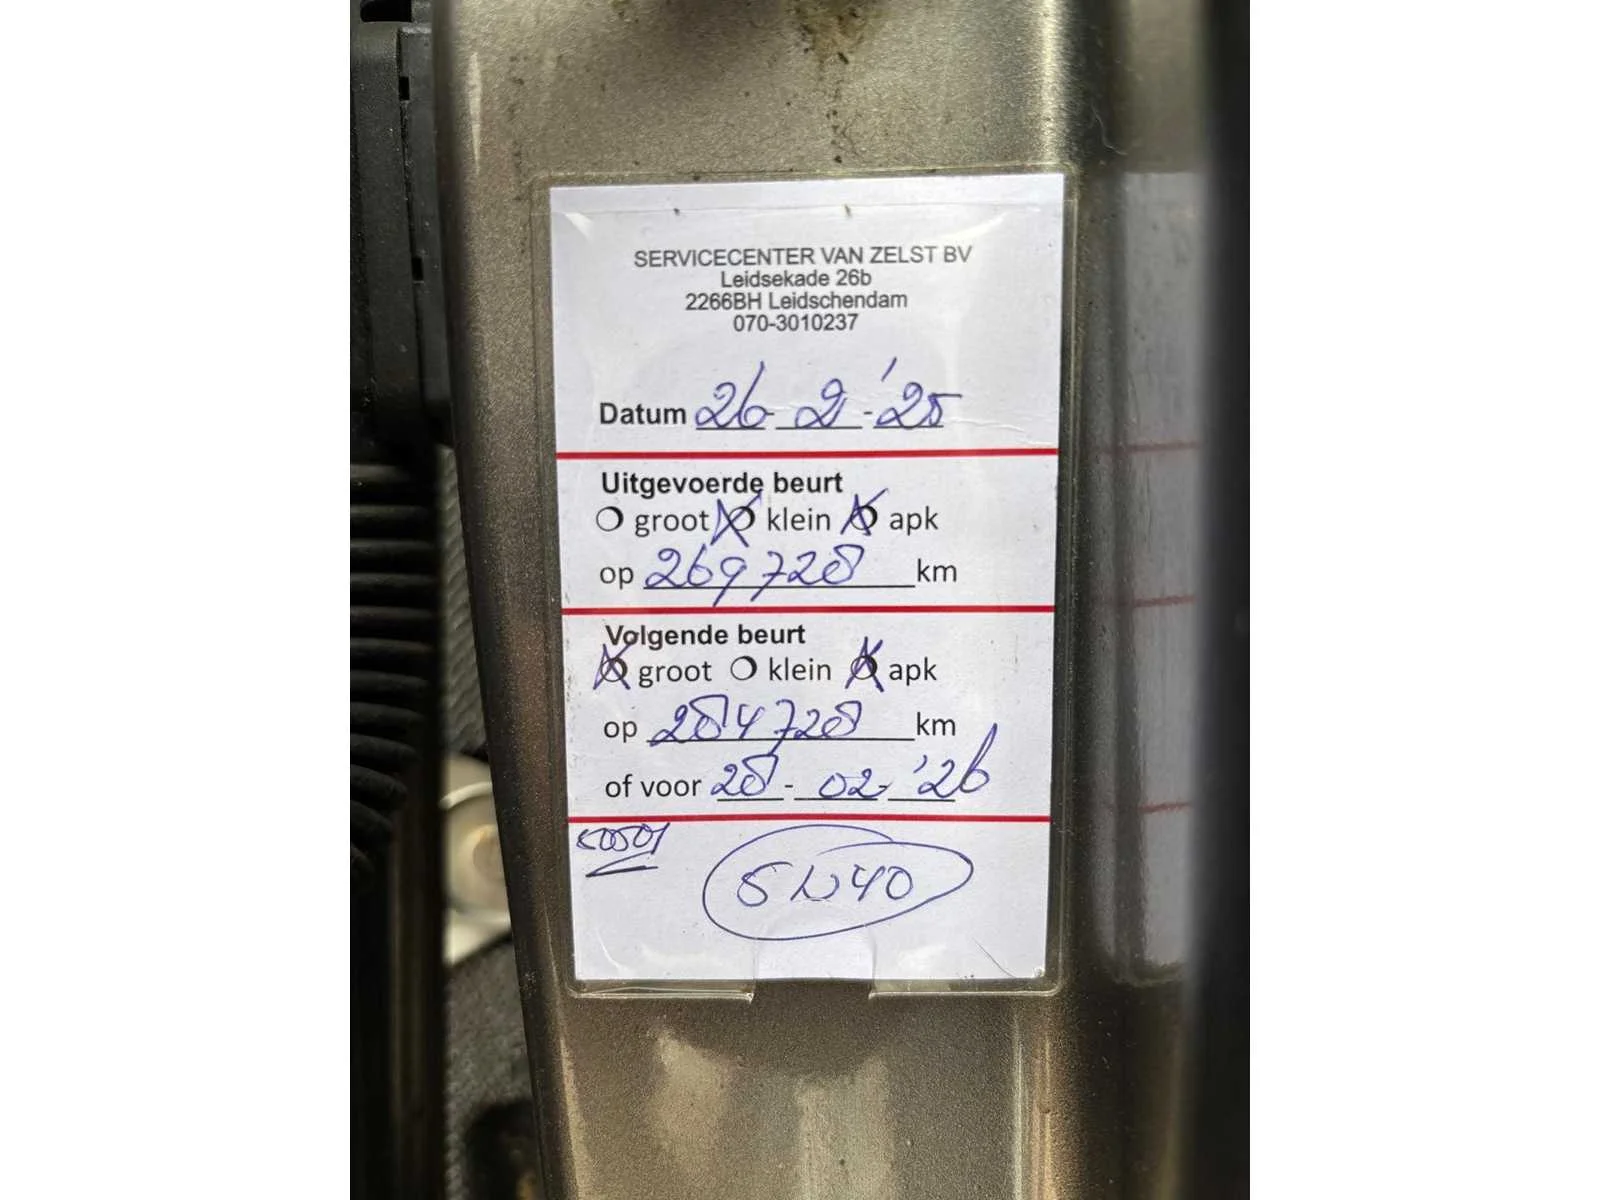 SERVICECENTER VAN ZELST BV
Leidsekade 26b
2266BH Leidschendam
070-3010237
Datum 26 - 2 - '25
Uitgevoerde beurt
groot klein apk
op 269728 km
Volgende beurt
groot klein apk
op 284728 km
of voor 28 - 02 - '26
5W40